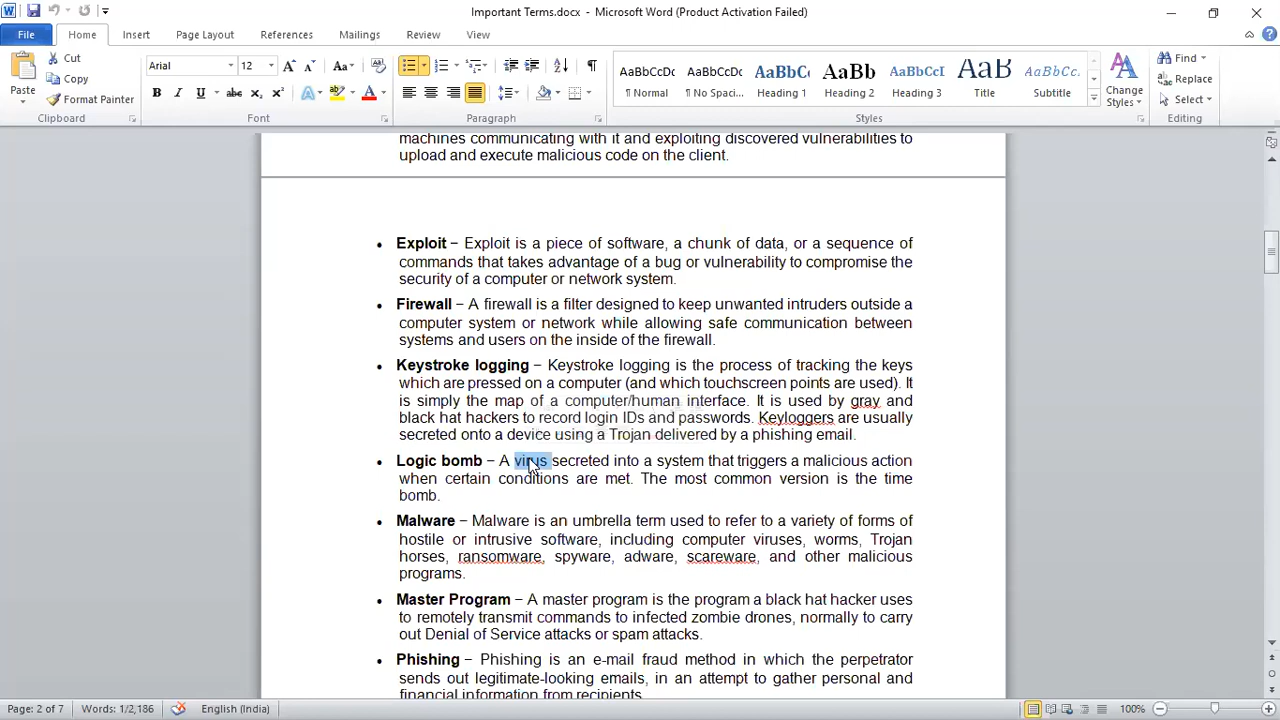 Important Terms.docx - Microsoft Word (Product Activation Failed)
File Home Insert Page Layout References Mailings Review View
Paste
Cut
Copy
Format Painter
Clipboard
Arial 12
Font
Paragraph
AaBbCcDc AaBbCcDc AaBbCc AaBb AaBbCcI AaB AaBbCcDc
¶ Normal ¶ No Spaci... Heading 1 Heading 2 Heading 3 Title Subtitle
Change Styles
Styles
Find
Replace
Select
Editing
machines communicating with it and exploiting discovered vulnerabilities to
upload and execute malicious code on the client.
• Exploit − Exploit is a piece of software, a chunk of data, or a sequence of
commands that takes advantage of a bug or vulnerability to compromise the
security of a computer or network system.
• Firewall − A firewall is a filter designed to keep unwanted intruders outside a
computer system or network while allowing safe communication between
systems and users on the inside of the firewall.
• Keystroke logging − Keystroke logging is the process of tracking the keys
which are pressed on a computer (and which touchscreen points are used). It
is simply the map of a computer/human interface. It is used by gray and
black hat hackers to record login IDs and passwords. Keyloggers are usually
secreted onto a device using a Trojan delivered by a phishing email.
• Logic bomb − A virus secreted into a system that triggers a malicious action
when certain conditions are met. The most common version is the time
bomb.
• Malware − Malware is an umbrella term used to refer to a variety of forms of
hostile or intrusive software, including computer viruses, worms, Trojan
horses, ransomware, spyware, adware, scareware, and other malicious
programs.
• Master Program − A master program is the program a black hat hacker uses
to remotely transmit commands to infected zombie drones, normally to carry
out Denial of Service attacks or spam attacks.
• Phishing − Phishing is an e-mail fraud method in which the perpetrator
sends out legitimate-looking emails, in an attempt to gather personal and
financial information from recipients.
Page: 2 of 7 Words: 1/2,186 English (India) 100%